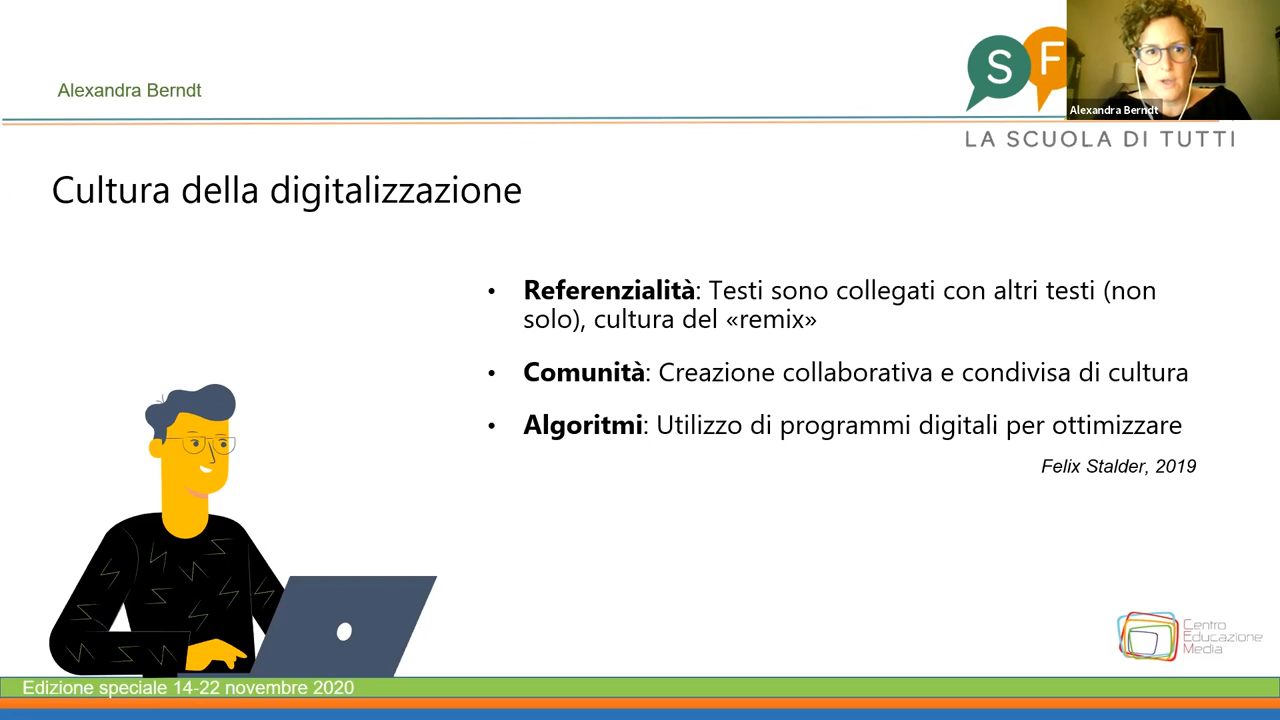 Alexandra Berndt
S F
Alexandra Berndt
LA SCUOLA DI TUTTI
Cultura della digitalizzazione
• Referenzialità: Testi sono collegati con altri testi (non
solo), cultura del «remix»
• Comunità: Creazione collaborativa e condivisa di cultura
• Algoritmi: Utilizzo di programmi digitali per ottimizzare
Felix Stalder, 2019
Centro
Educazione
Media
Edizione speciale 14-22 novembre 2020